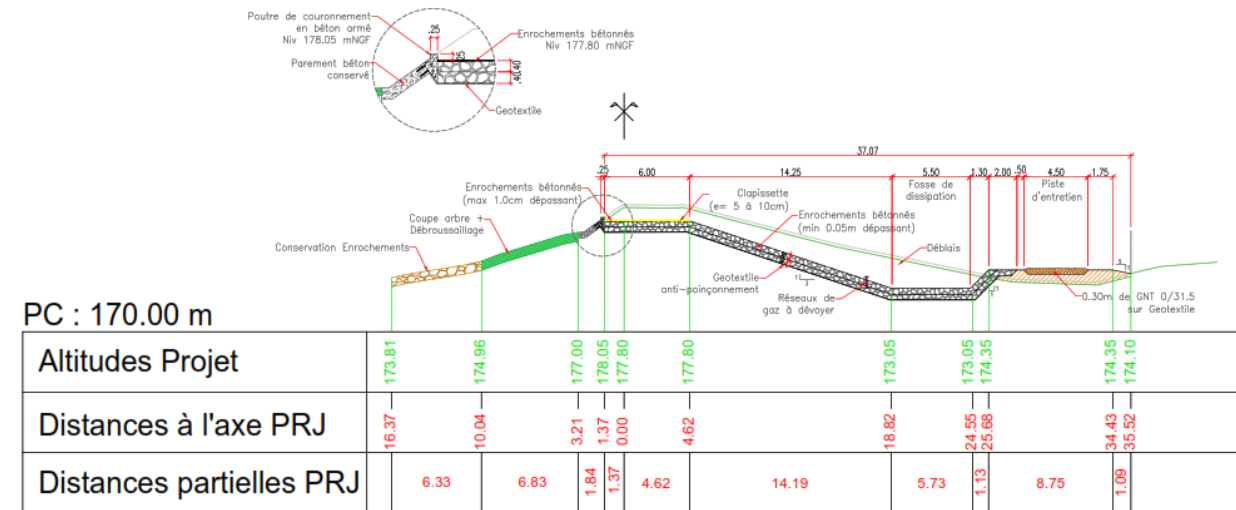 Poutre de couronnement
en béton armé
Niv 178.05 mNGF
Parement béton
conservé
.25
.25
Enrochements bétonnés
Niv 177.80 mNGF
.40
.40
Geotextile
37.07
.25
6.00
14.25
5.50
1.30
2.00
.50
4.50
1.75
Enrochements bétonnés
(max 1.0cm dépassant)
Clapissette
(e= 5 à 10cm)
Fosse de
dissipation
Piste
d'entretien
Coupe arbre +
Débroussaillage
Enrochements bétonnés
(min 0.05m dépassant)
Conservation Enrochements
Déblais
Geotextile
anti-poinçonnement
Réseaux de
gaz à dévoyer
0.30m de GNT 0/31.5
sur Geotextile
PC : 170.00 m
Altitudes Projet
173.81
174.96
177.00
178.05
177.80
177.80
173.05
173.05
174.35
174.35
174.10
Distances à l'axe PRJ
16.37
10.04
3.21
1.37
0.00
4.62
18.82
24.55
25.68
34.43
35.52
Distances partielles PRJ
6.33
6.83
1.84
1.37
4.62
14.19
5.73
1.13
8.75
1.09